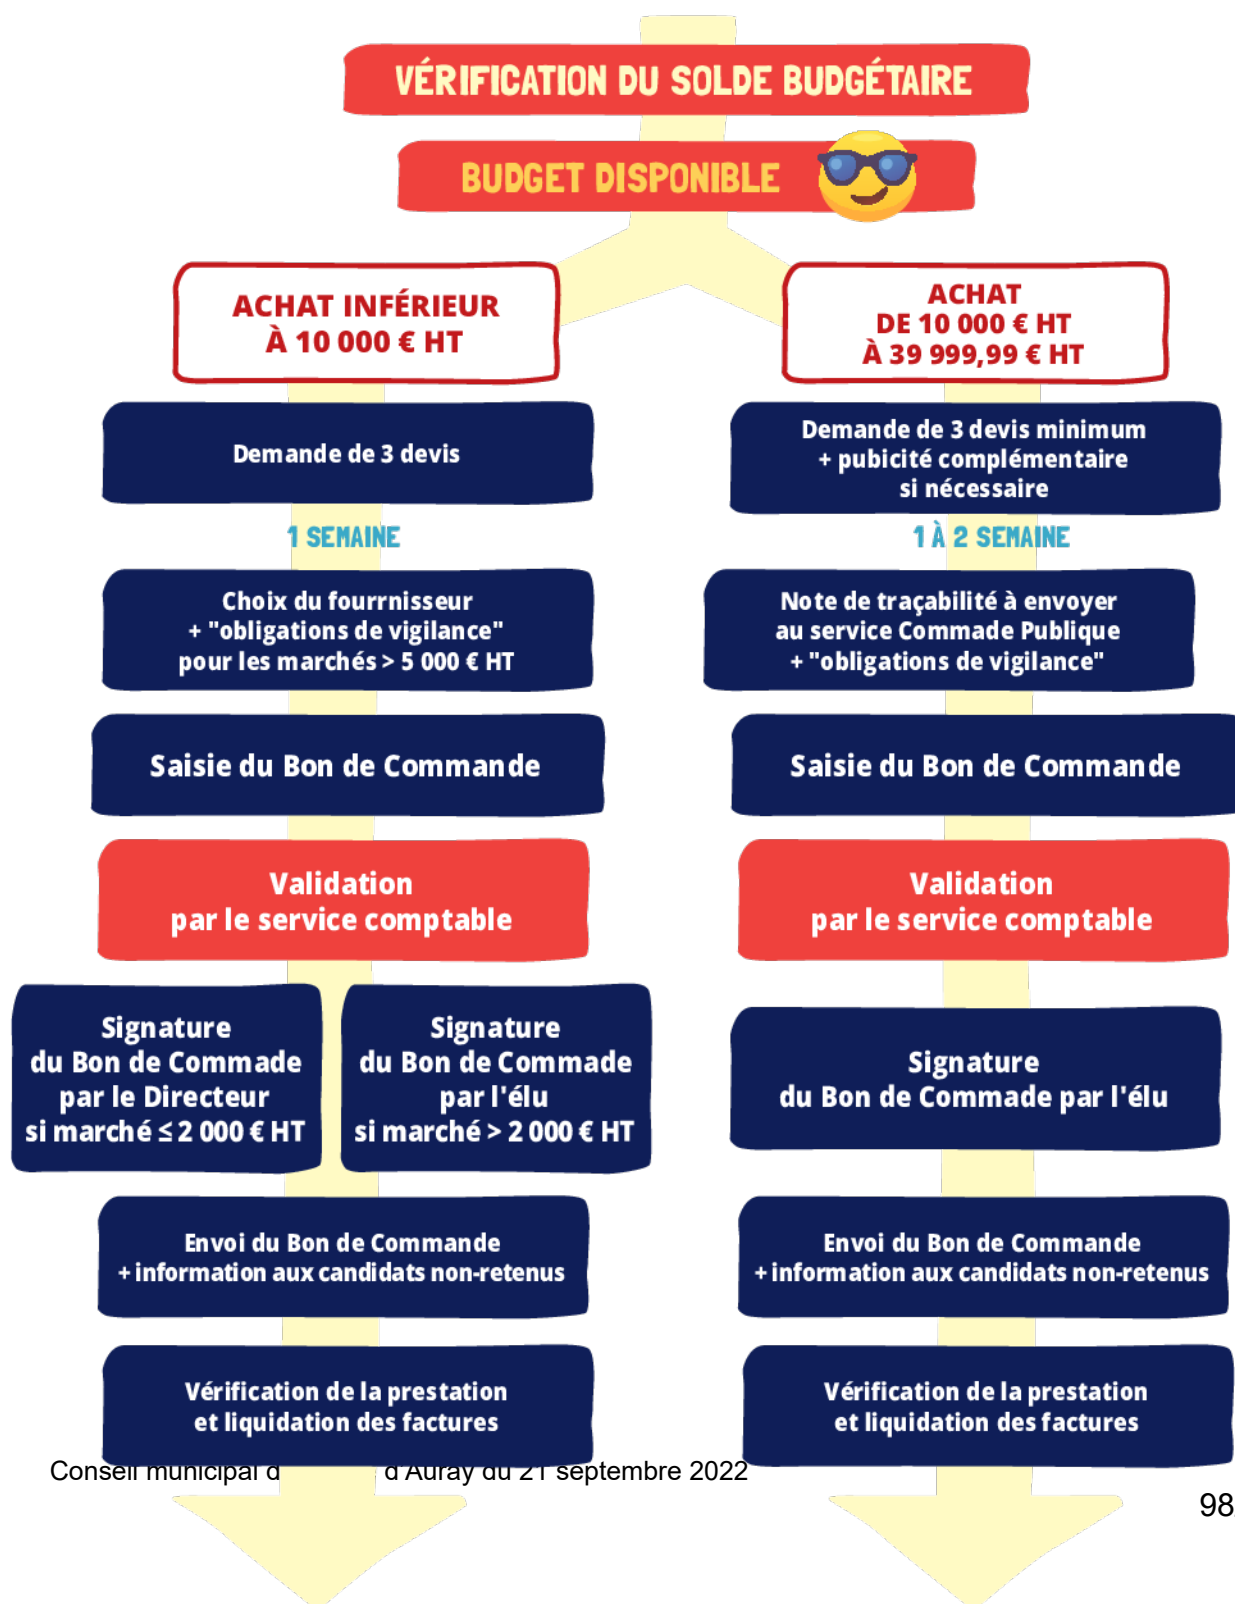 VÉRIFICATION DU SOLDE BUDGÉTAIRE
BUDGET DISPONIBLE
ACHAT INFÉRIEUR
À 10 000 € HT
Demande de 3 devis
1 SEMAINE
Choix du fourrnisseur
+ "obligations de vigilance"
pour les marchés > 5 000 € HT
Saisie du Bon de Commande
Validation
par le service comptable
Signature
du Bon de Commade
par le Directeur
si marché ≤ 2 000 € HT
Signature
du Bon de Commade
par l'élu
si marché > 2 000 € HT
Envoi du Bon de Commande
+ information aux candidats non-retenus
Vérification de la prestation
et liquidation des factures
ACHAT
DE 10 000 € HT
À 39 999,99 € HT
Demande de 3 devis minimum
+ pubicité complémentaire
si nécessaire
1 À 2 SEMAINE
Note de traçabilité à envoyer
au service Commade Publique
+ "obligations de vigilance"
Saisie du Bon de Commande
Validation
par le service comptable
Signature
du Bon de Commade par l'élu
Envoi du Bon de Commande
+ information aux candidats non-retenus
Vérification de la prestation
et liquidation des factures
Conseil municipal d'Auray du 21 septembre 2022
98